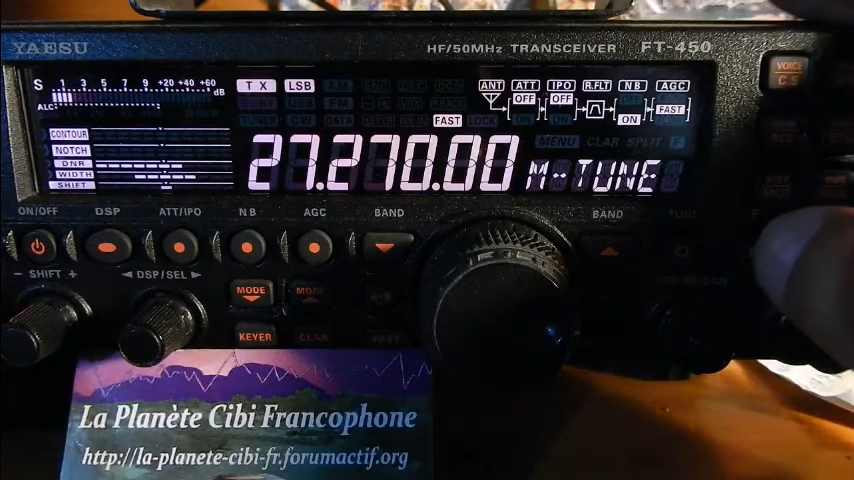 YAESU HF/50MHz TRANSCEIVER FT-450
VOICE
C.S
S 1 3 5 7 9 +20 +40 +60 dB
ALC
TX LSB
ANT ATT IPO R.FLT NB AGC
OFF OFF ON FAST
FAST LOCK
MENU CLAR SPLIT F
CONTOUR
NOTCH
DNR
WIDTH
SHIFT
27.270.00 M-TUNE
ON/OFF DSP ATT/IPO NB AGC BAND BAND
− SHIFT + ◄ DSP/SEL ►
MODE MODE
KEYER CLAR FAST
La Planète Cibi Francophone
http://la-planete-cibi-fr.forumactif.org